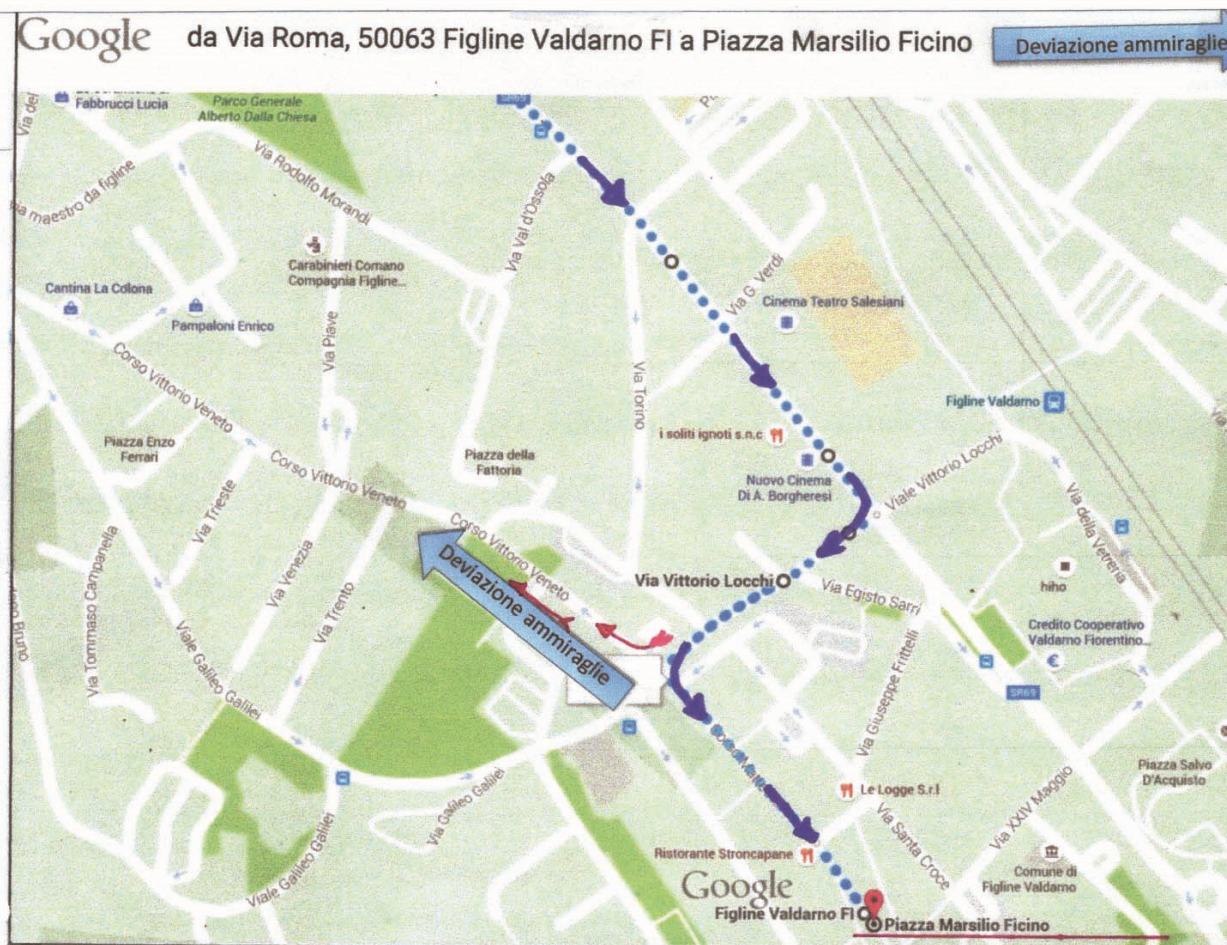 Google da Via Roma, 50063 Figline Valdarno FI a Piazza Marsilio Ficino
Deviazione ammiraglie
SR69
Via dei
Fabbrucci Lucia
Parco Generale
Alberto Dalla Chiesa
Via Rodolfo Morandi
via maestro da figline
Via Val d'Ossola
Carabinieri Comano
Compagnia Figline...
Via G. Verdi
Cantina La Colona
Pampaloni Enrico
Cinema Teatro Salesiani
Via Piave
Corso Vittorio Veneto
Via Torino
Figline Valdarno
i soliti ignoti s.n.c
Piazza Enzo
Ferrari
Piazza della
Fattoria
Nuovo Cinema
Di A. Borgheresi
Viale Vittorio Locchi
Corso Vittorio Veneto
Via Trieste
Via della Vetreria
Corso Vittorio Veneto
Deviazione ammiraglie
Via Vittorio Locchi
Via Egisto Sarri
hiho
Via Tommaso Campanella
Via Venezia
Via Trento
Credito Cooperativo
Valdarno Fiorentino...
Bruno
Viale Galileo Galilei
Via Giuseppe Frittelli
SR69
Piazza Salvo
D'Acquisto
Via Galileo Galilei
Le Logge S.r.l
Via Santa Croce
Via XXIV Maggio
Ristorante Stroncapane
Comune di
Figline Valdarno
Viale Galileo Galilei
Google
Figline Valdarno FI
Piazza Marsilio Ficino